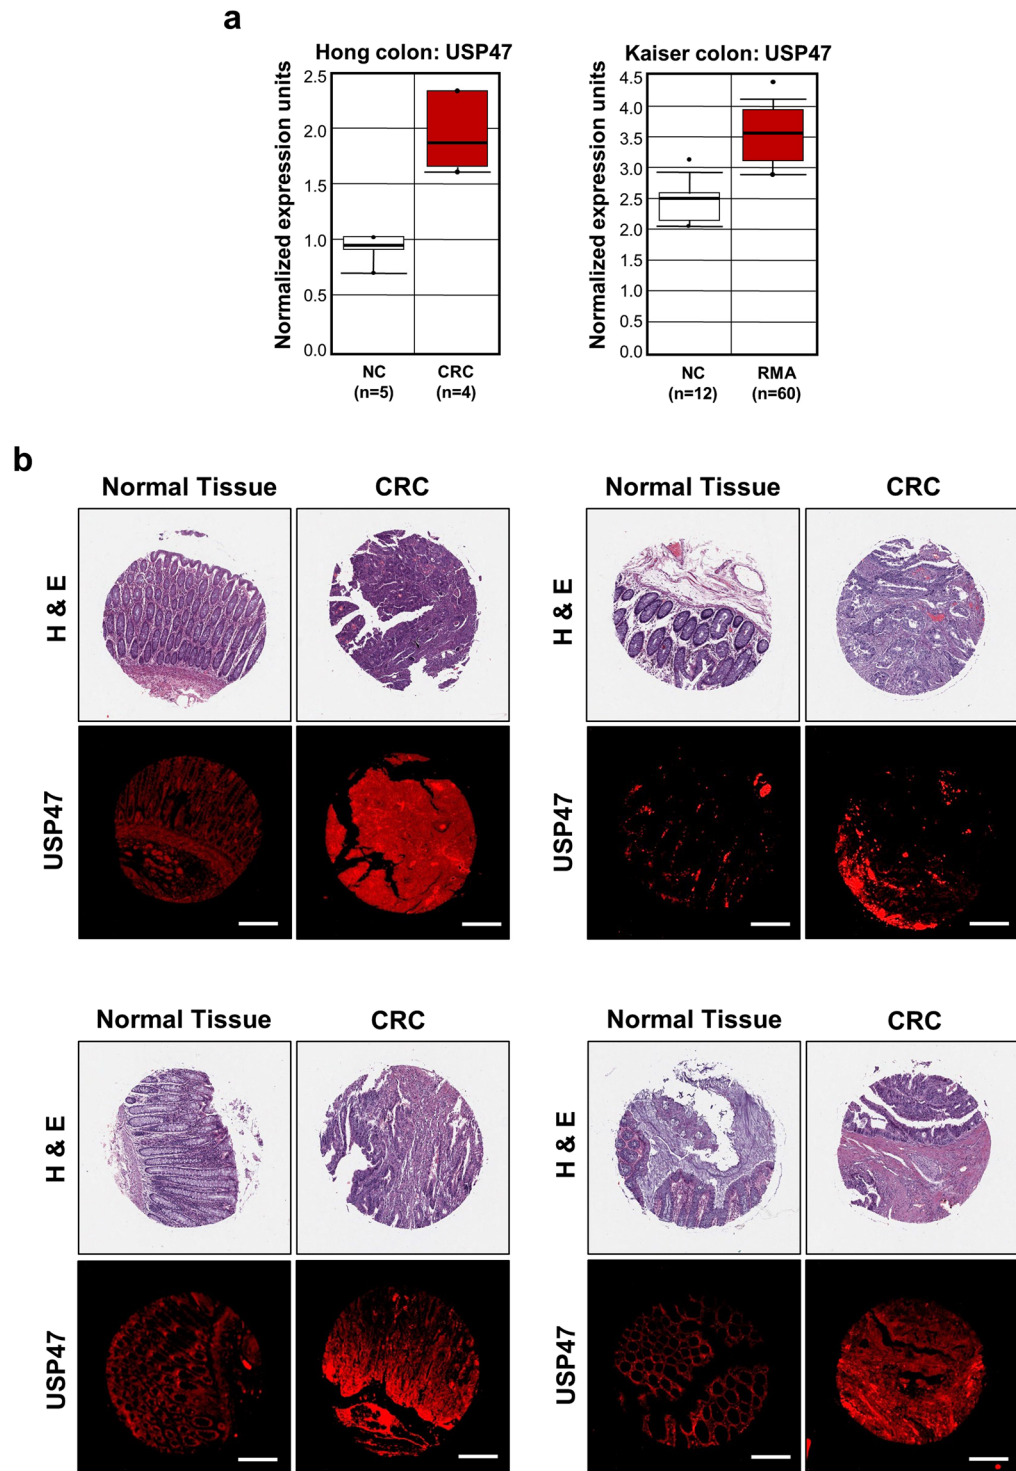 a
Hong colon: USP47
Normalized expression units
2.5
2.0
1.5
1.0
0.5
0.0
NC
(n=5)
CRC
(n=4)
Kaiser colon: USP47
Normalized expression units
4.5
4.0
3.5
3.0
2.5
2.0
1.5
1.0
0.5
0.0
NC
(n=12)
RMA
(n=60)
b
Normal Tissue
CRC
H & E
USP47
Normal Tissue
CRC
H & E
USP47
Normal Tissue
CRC
H & E
USP47
Normal Tissue
CRC
H & E
USP47